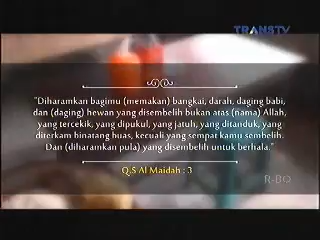 TRANSTV
"Diharamkan bagimu (memakan) bangkai, darah, daging babi,
dan (daging) hewan yang disembelih bukan atas (nama) Allah,
yang tercekik, yang dipukul, yang jatuh, yang ditanduk, yang
diterkam binatang buas, kecuali yang sempat kamu sembelih.
Dan (diharamkan pula) yang disembelih untuk berhala."
Q.S Al Maidah : 3
R-BO